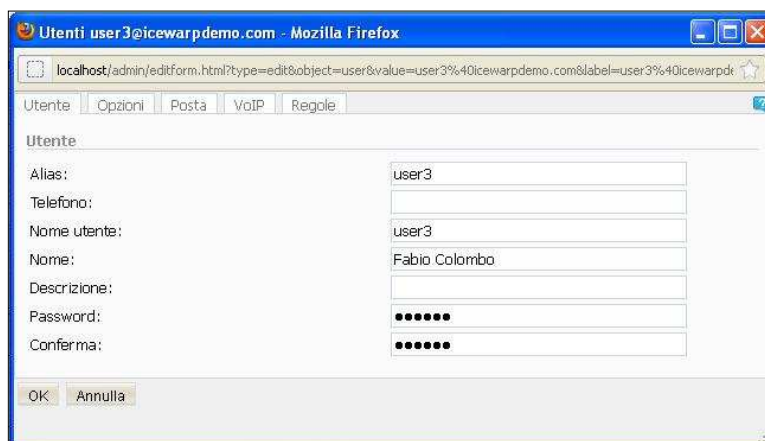 Utenti user3@icewarpdemo.com - Mozilla Firefox
localhost/admin/editform.html?type=edit&object=user&value=user3%40icewarpdemo.com&label=user3%40icewarpde
Utente Opzioni Posta VoIP Regole
Utente
Alias: user3
Telefono:
Nome utente: user3
Nome: Fabio Colombo
Descrizione:
Password: ●●●●●●
Conferma: ●●●●●●
OK Annulla